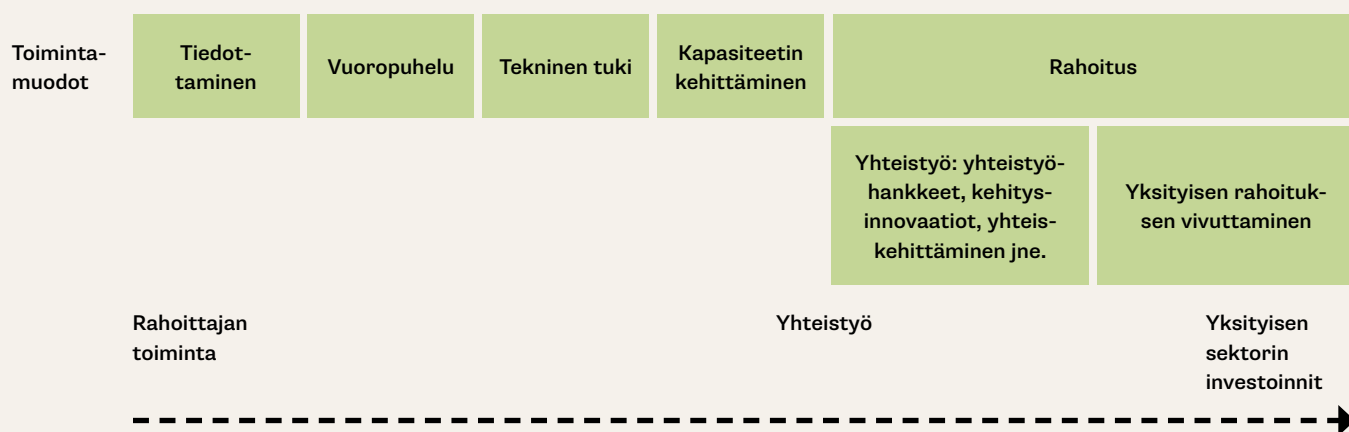 Toiminta-
muodot
Tiedot-
taminen
Vuoropuhelu
Tekninen tuki
Kapasiteetin
kehittäminen
Rahoitus
Yhteistyö: yhteistyö-
hankkeet, kehitys-
innovaatiot, yhteis-
kehittäminen jne.
Yksityisen rahoituk-
sen vivuttaminen
Rahoittajan
toiminta
Yhteistyö
Yksityisen
sektorin
investoinnit